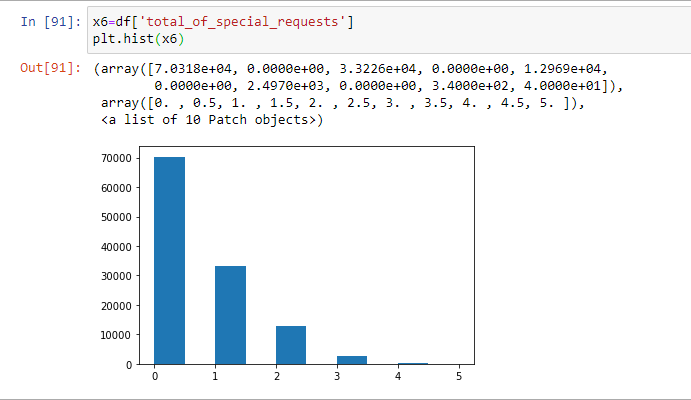 In [91]: x6=df['total_of_special_requests']
plt.hist(x6)
Out[91]: (array([7.0318e+04, 0.0000e+00, 3.3226e+04, 0.0000e+00, 1.2969e+04,
0.0000e+00, 2.4970e+03, 0.0000e+00, 3.4000e+02, 4.0000e+01]),
array([0. , 0.5, 1. , 1.5, 2. , 2.5, 3. , 3.5, 4. , 4.5, 5. ]),
<a list of 10 Patch objects>)
70000
60000
50000
40000
30000
20000
10000
0
0 1 2 3 4 5